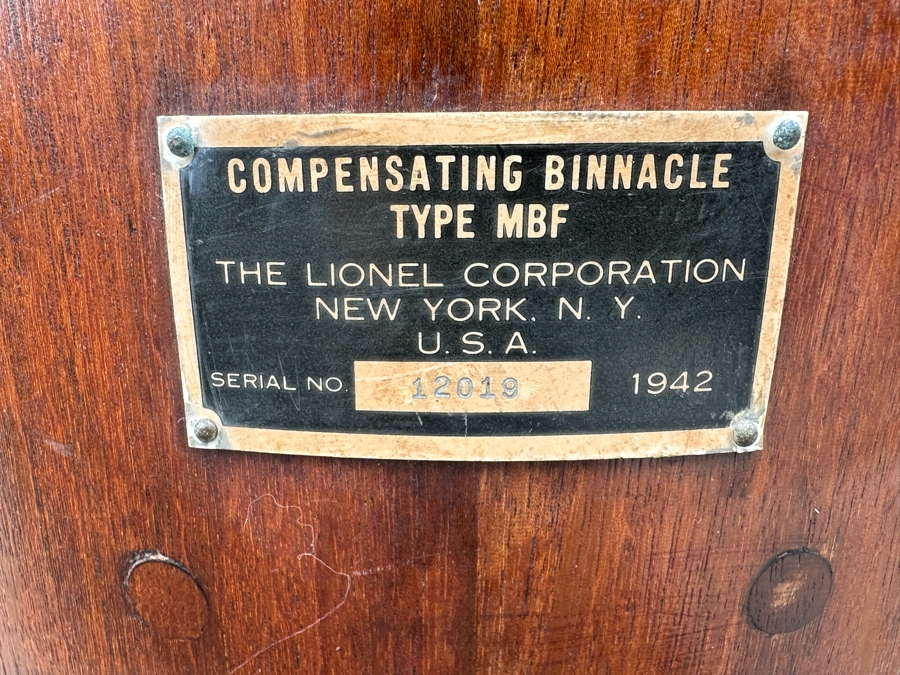 COMPENSATING BINNACLE
TYPE MBF
THE LIONEL CORPORATION
NEW YORK. N. Y.
U. S. A.
SERIAL NO. 12019 1942